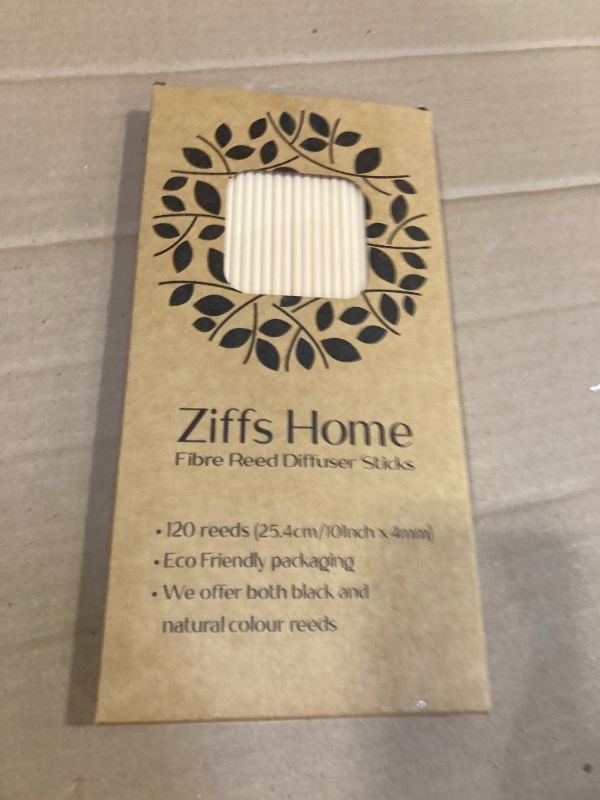 Ziffs Home
Fibre Reed Diffuser Sticks
• 120 reeds (25.4cm/10Inch x 4mm)
• Eco Friendly packaging
• We offer both black and
natural colour reeds